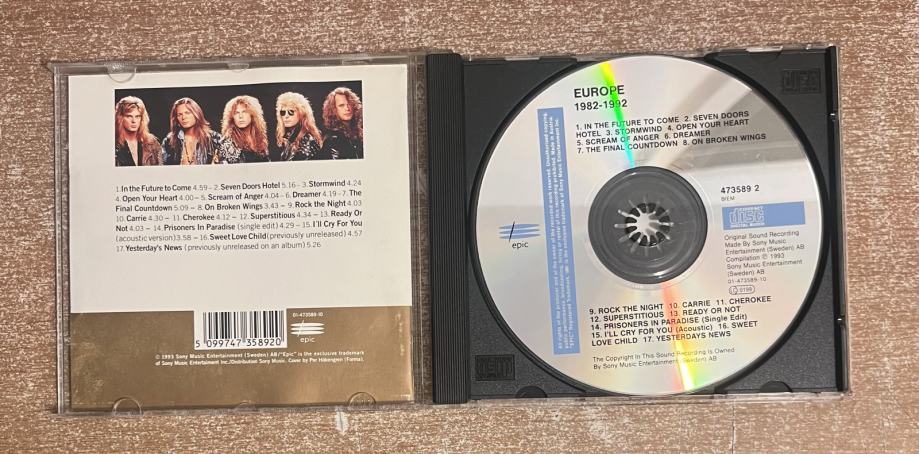 1. In the Future to Come 4.59 – 2. Seven Doors Hotel 5.16 – 3. Stormwind 4.24
4. Open Your Heart 4.00 – 5. Scream of Anger 4.04 – 6. Dreamer 4.19 – 7. The
Final Countdown 5.09 – 8. On Broken Wings 3.43 – 9. Rock the Night 4.03
10. Carrie 4.30 – 11. Cherokee 4.12 – 12. Superstitious 4.34 – 13. Ready Or
Not 4.03 – 14. Prisoners In Paradise (single edit) 4.29 – 15. I'll Cry For You
(acoustic version) 3.58 – 16. Sweet Love Child (previously unreleased) 4.57
17. Yesterday's News (previously unreleased on an album) 5.26
01-473589-10
5 099747 358920
epic
℗ 1993 Sony Music Entertainment (Sweden) AB/"Epic" is the exclusive trademark
of Sony Music Entertainment Inc./Distribution Sony Music. Cover by Per Håkengren (Forma).
EUROPE
1982-1992
1. IN THE FUTURE TO COME 2. SEVEN DOORS
HOTEL 3. STORMWIND 4. OPEN YOUR HEART
5. SCREAM OF ANGER 6. DREAMER
7. THE FINAL COUNTDOWN 8. ON BROKEN WINGS
epic
473589 2
BIEM
COMPACT
disc
DIGITAL AUDIO
Original Sound Recording
Made By Sony Music
Entertainment (Sweden) AB
Compilation ℗ 1993
Sony Music Entertainment
(Sweden) AB
01-473589-10
9. ROCK THE NIGHT 10. CARRIE 11. CHEROKEE
12. SUPERSTITIOUS 13. READY OR NOT
14. PRISONERS IN PARADISE (Single Edit)
15. I'LL CRY FOR YOU (Acoustic) 16. SWEET
LOVE CHILD 17. YESTERDAYS NEWS
The Copyright In This Sound Recording Is Owned
By Sony Music Entertainment (Sweden) AB